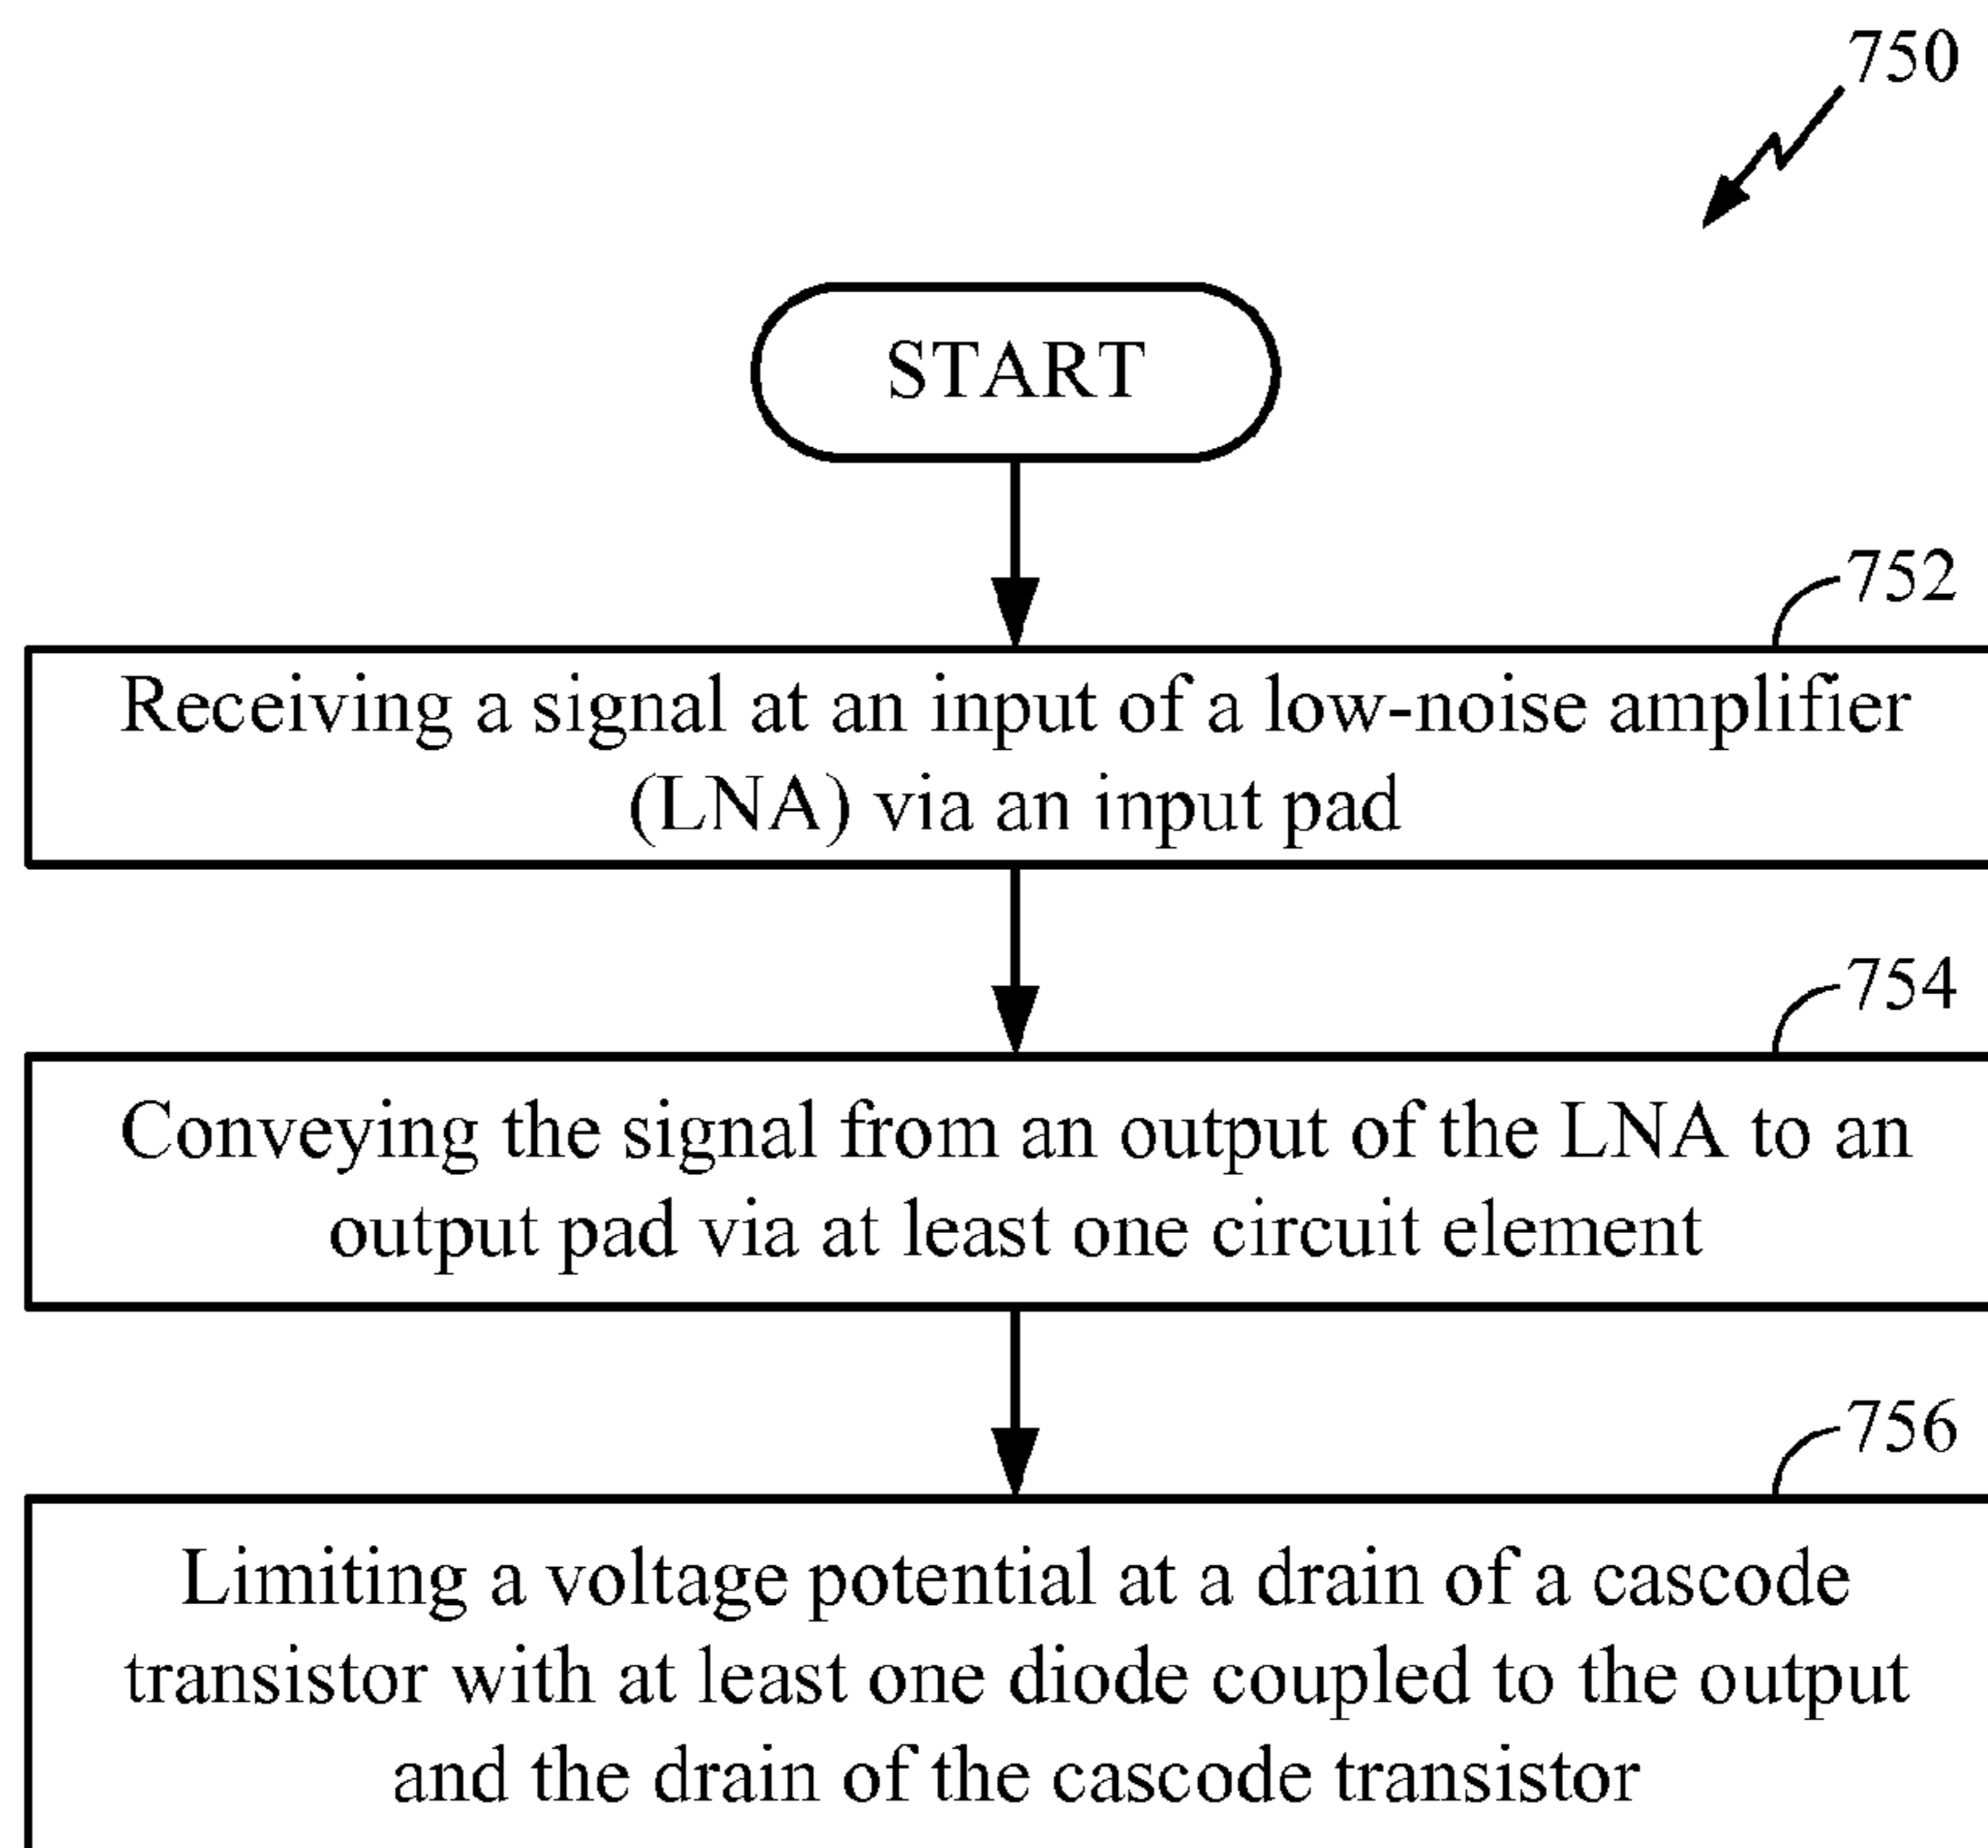 750
START
752
Receiving a signal at an input of a low-noise amplifier
(LNA) via an input pad
754
Conveying the signal from an output of the LNA to an
output pad via at least one circuit element
756
Limiting a voltage potential at a drain of a cascode
transistor with at least one diode coupled to the output
and the drain of the cascode transistor